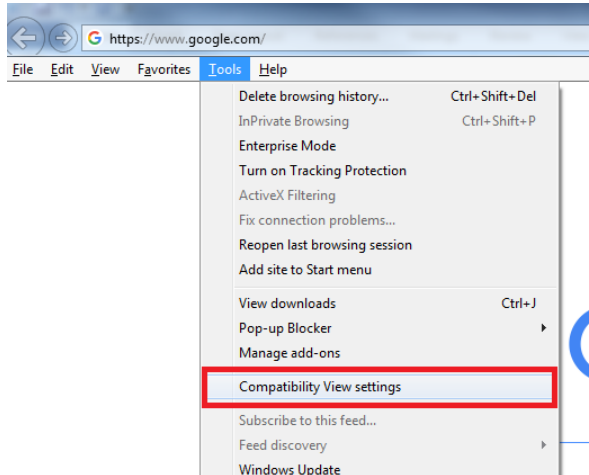 https://www.google.com/
File Edit View Favorites Tools Help
Delete browsing history... Ctrl+Shift+Del
InPrivate Browsing Ctrl+Shift+P
Enterprise Mode
Turn on Tracking Protection
ActiveX Filtering
Fix connection problems...
Reopen last browsing session
Add site to Start menu
View downloads Ctrl+J
Pop-up Blocker
Manage add-ons
Compatibility View settings
Subscribe to this feed...
Feed discovery
Windows Update